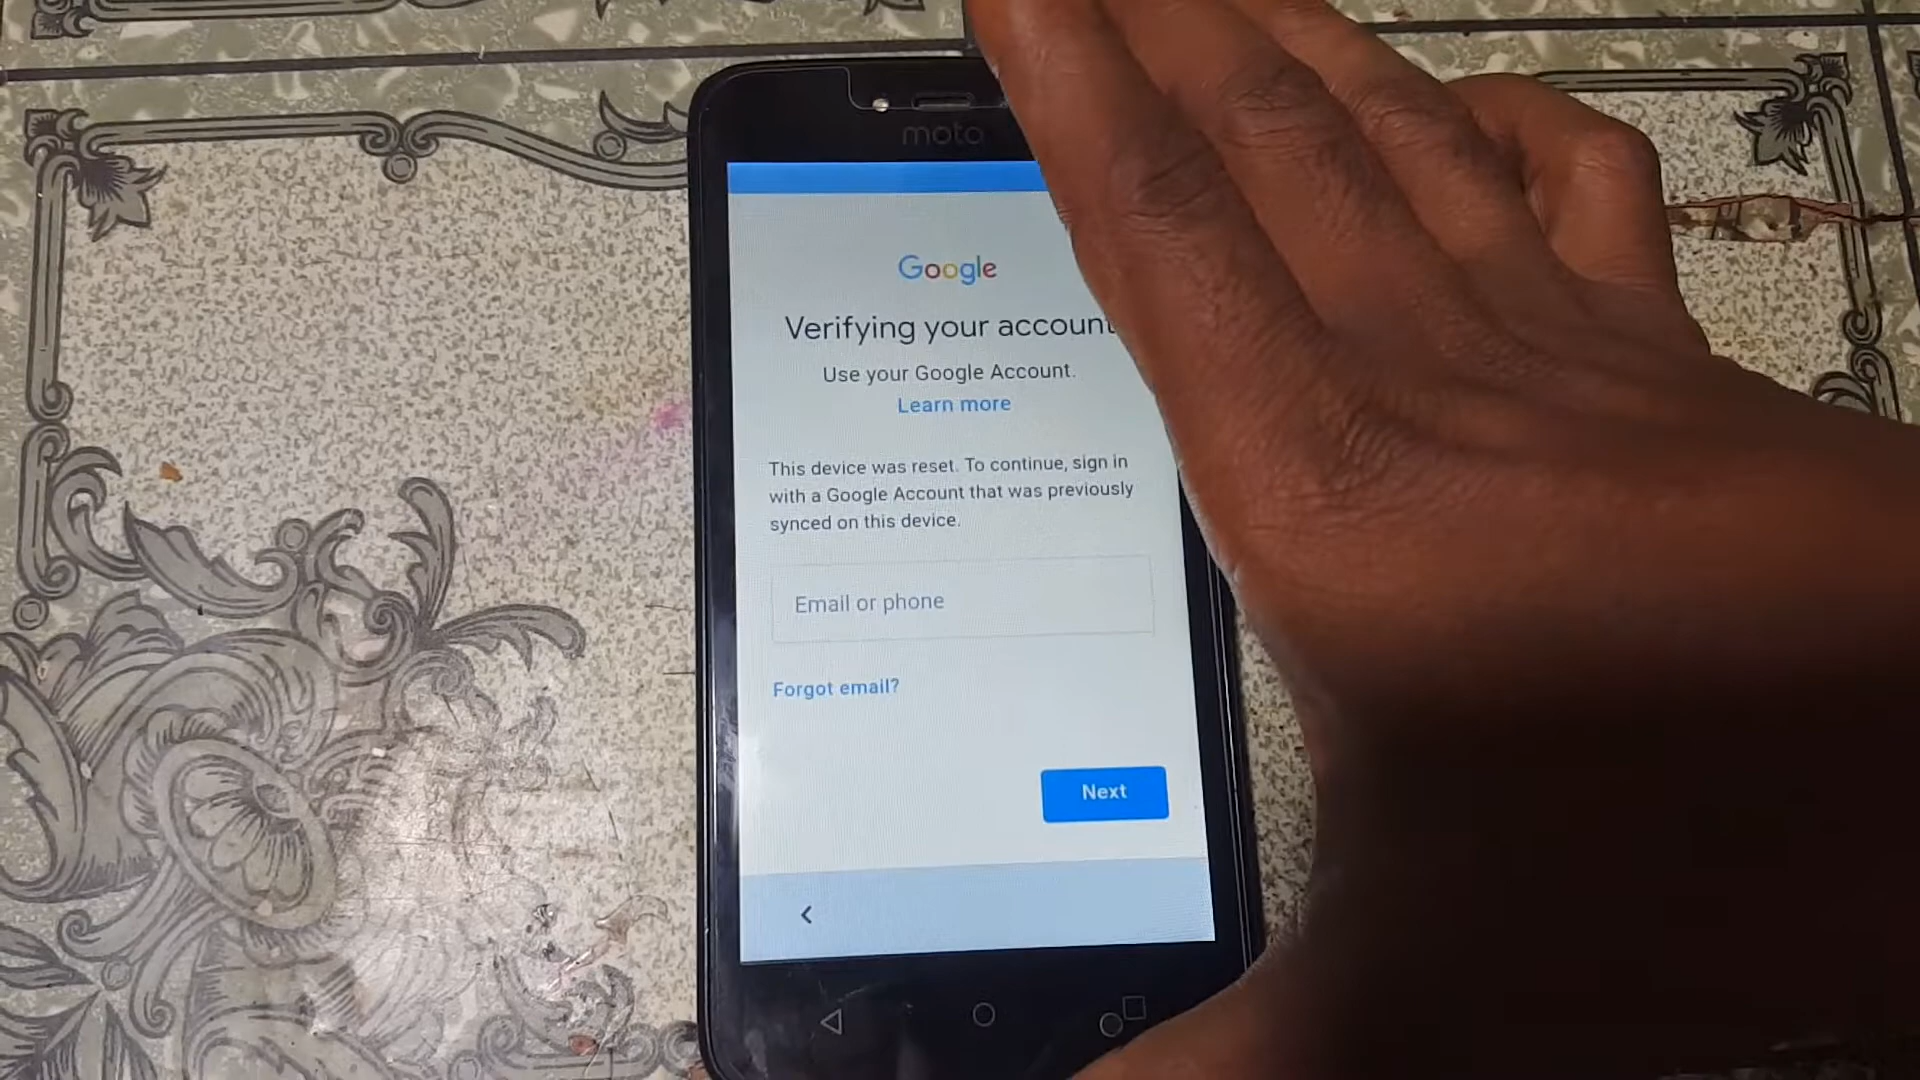 moto
Google
Verifying your account
Use your Google Account.
Learn more
This device was reset. To continue, sign in
with a Google Account that was previously
synced on this device.
Email or phone
Forgot email?
Next